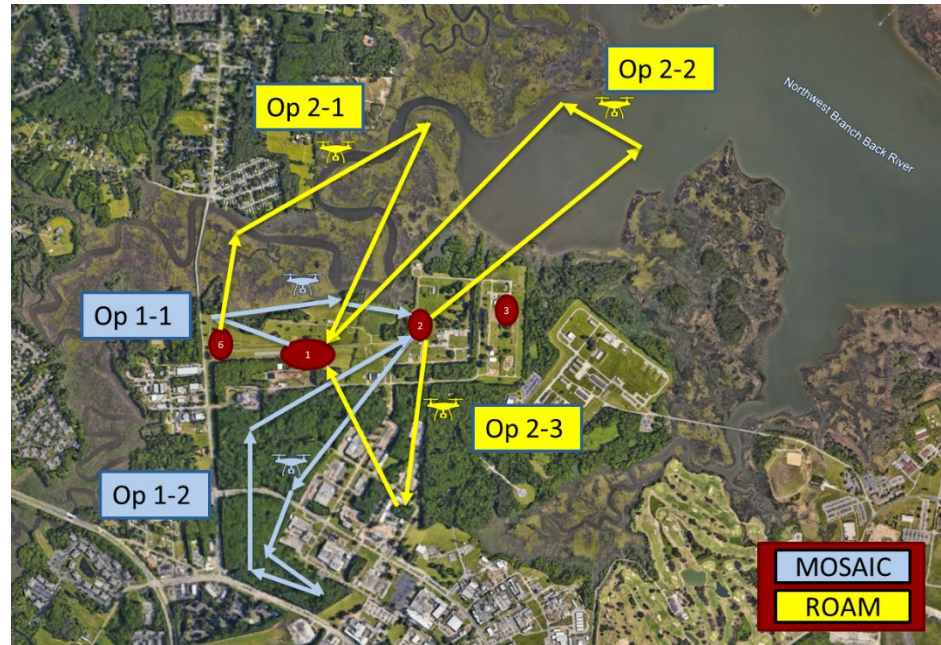 Op 2-2
Op 2-1
Northwest Branch Back River
Op 1-1
6
1
2
3
Op 2-3
Op 1-2
MOSAIC
ROAM